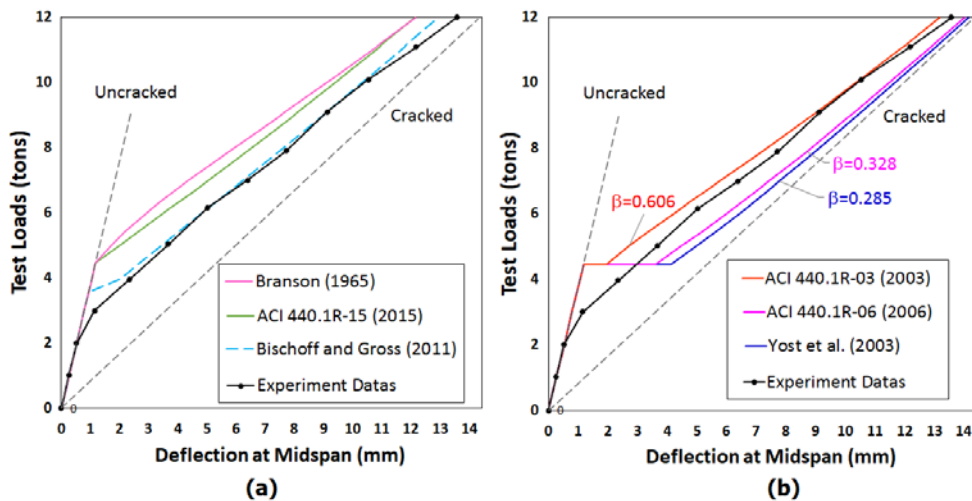 12
10
8
6
4
2
0
Test Loads (tons)
Uncracked
Cracked
Branson (1965)
ACI 440.1R-15 (2015)
Bischoff and Gross (2011)
Experiment Datas
0
0 1 2 3 4 5 6 7 8 9 10 11 12 13 14
Deflection at Midspan (mm)
(a)
12
10
8
6
4
2
0
Test Loads (tons)
Uncracked
Cracked
β=0.328
β=0.606
β=0.285
ACI 440.1R-03 (2003)
ACI 440.1R-06 (2006)
Yost et al. (2003)
Experiment Datas
0
0 1 2 3 4 5 6 7 8 9 10 11 12 13 14
Deflection at Midspan (mm)
(b)